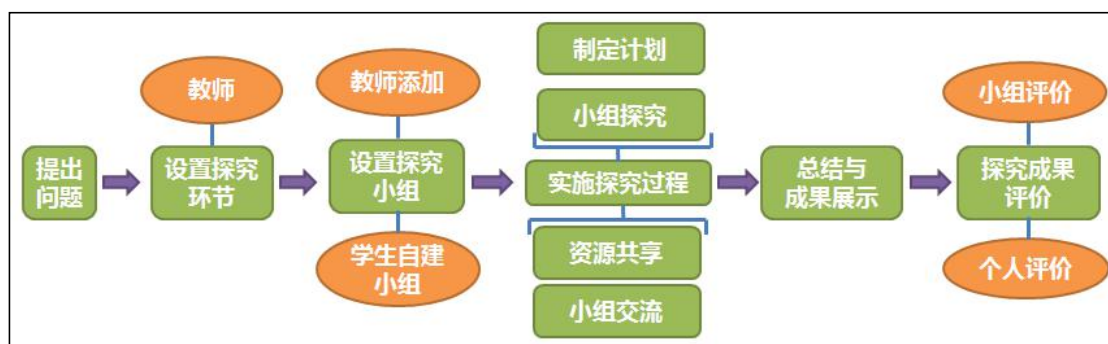 提出
问题
教师
设置探究
环节
教师添加
设置探究
小组
学生自建
小组
制定计划
小组探究
实施探究过程
资源共享
小组交流
总结与
成果展示
小组评价
探究成果
评价
个人评价